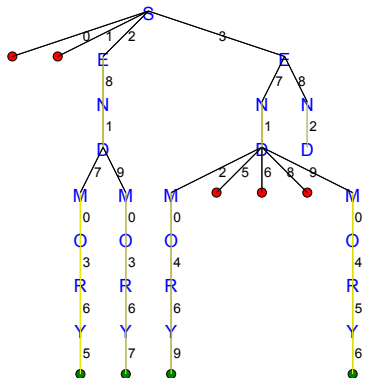 S
0 1 2 3
E E
8 7 8
N N N
1 1 2
D D D
7 9 2 5 6 8 9
M M M M
0 0 0 0
O O O O
3 3 4 4
R R R R
6 6 6 5
Y Y Y Y
5 7 9 6